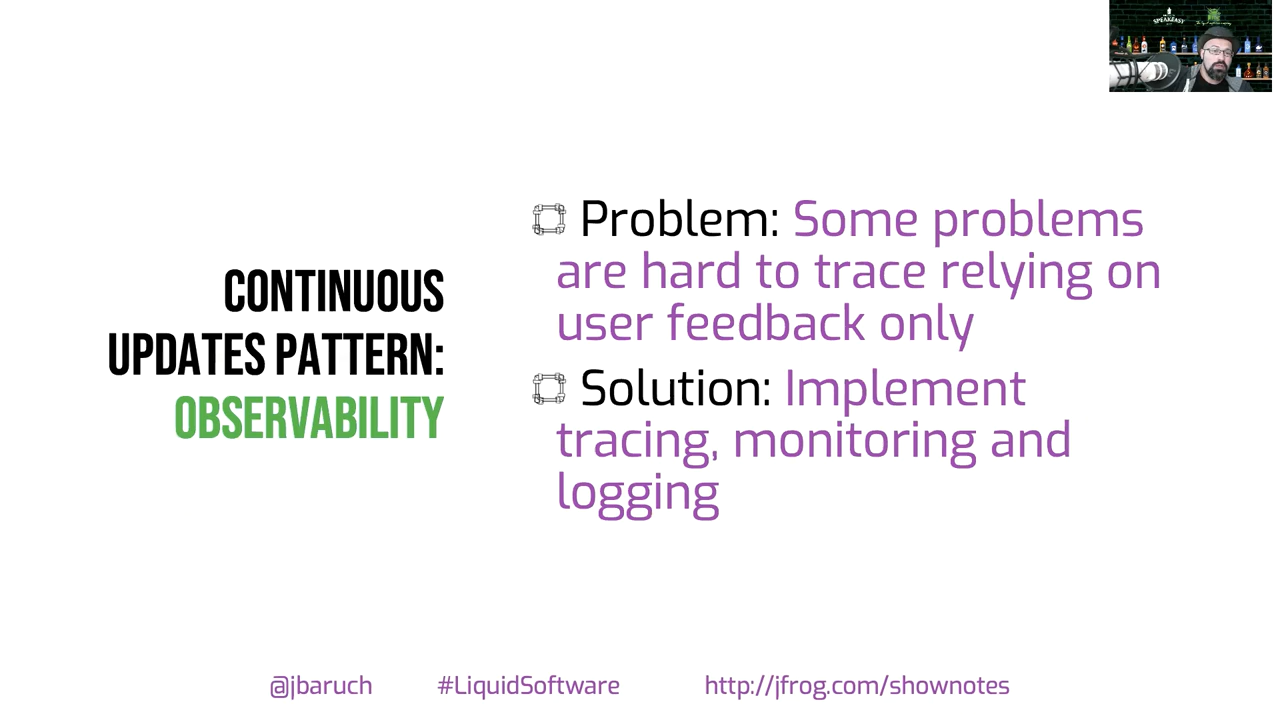 SPEAKEASY
CONTINUOUS
UPDATES PATTERN:
OBSERVABILITY
Problem: Some problems
are hard to trace relying on
user feedback only
Solution: Implement
tracing, monitoring and
logging
@jbaruch #LiquidSoftware http://jfrog.com/shownotes